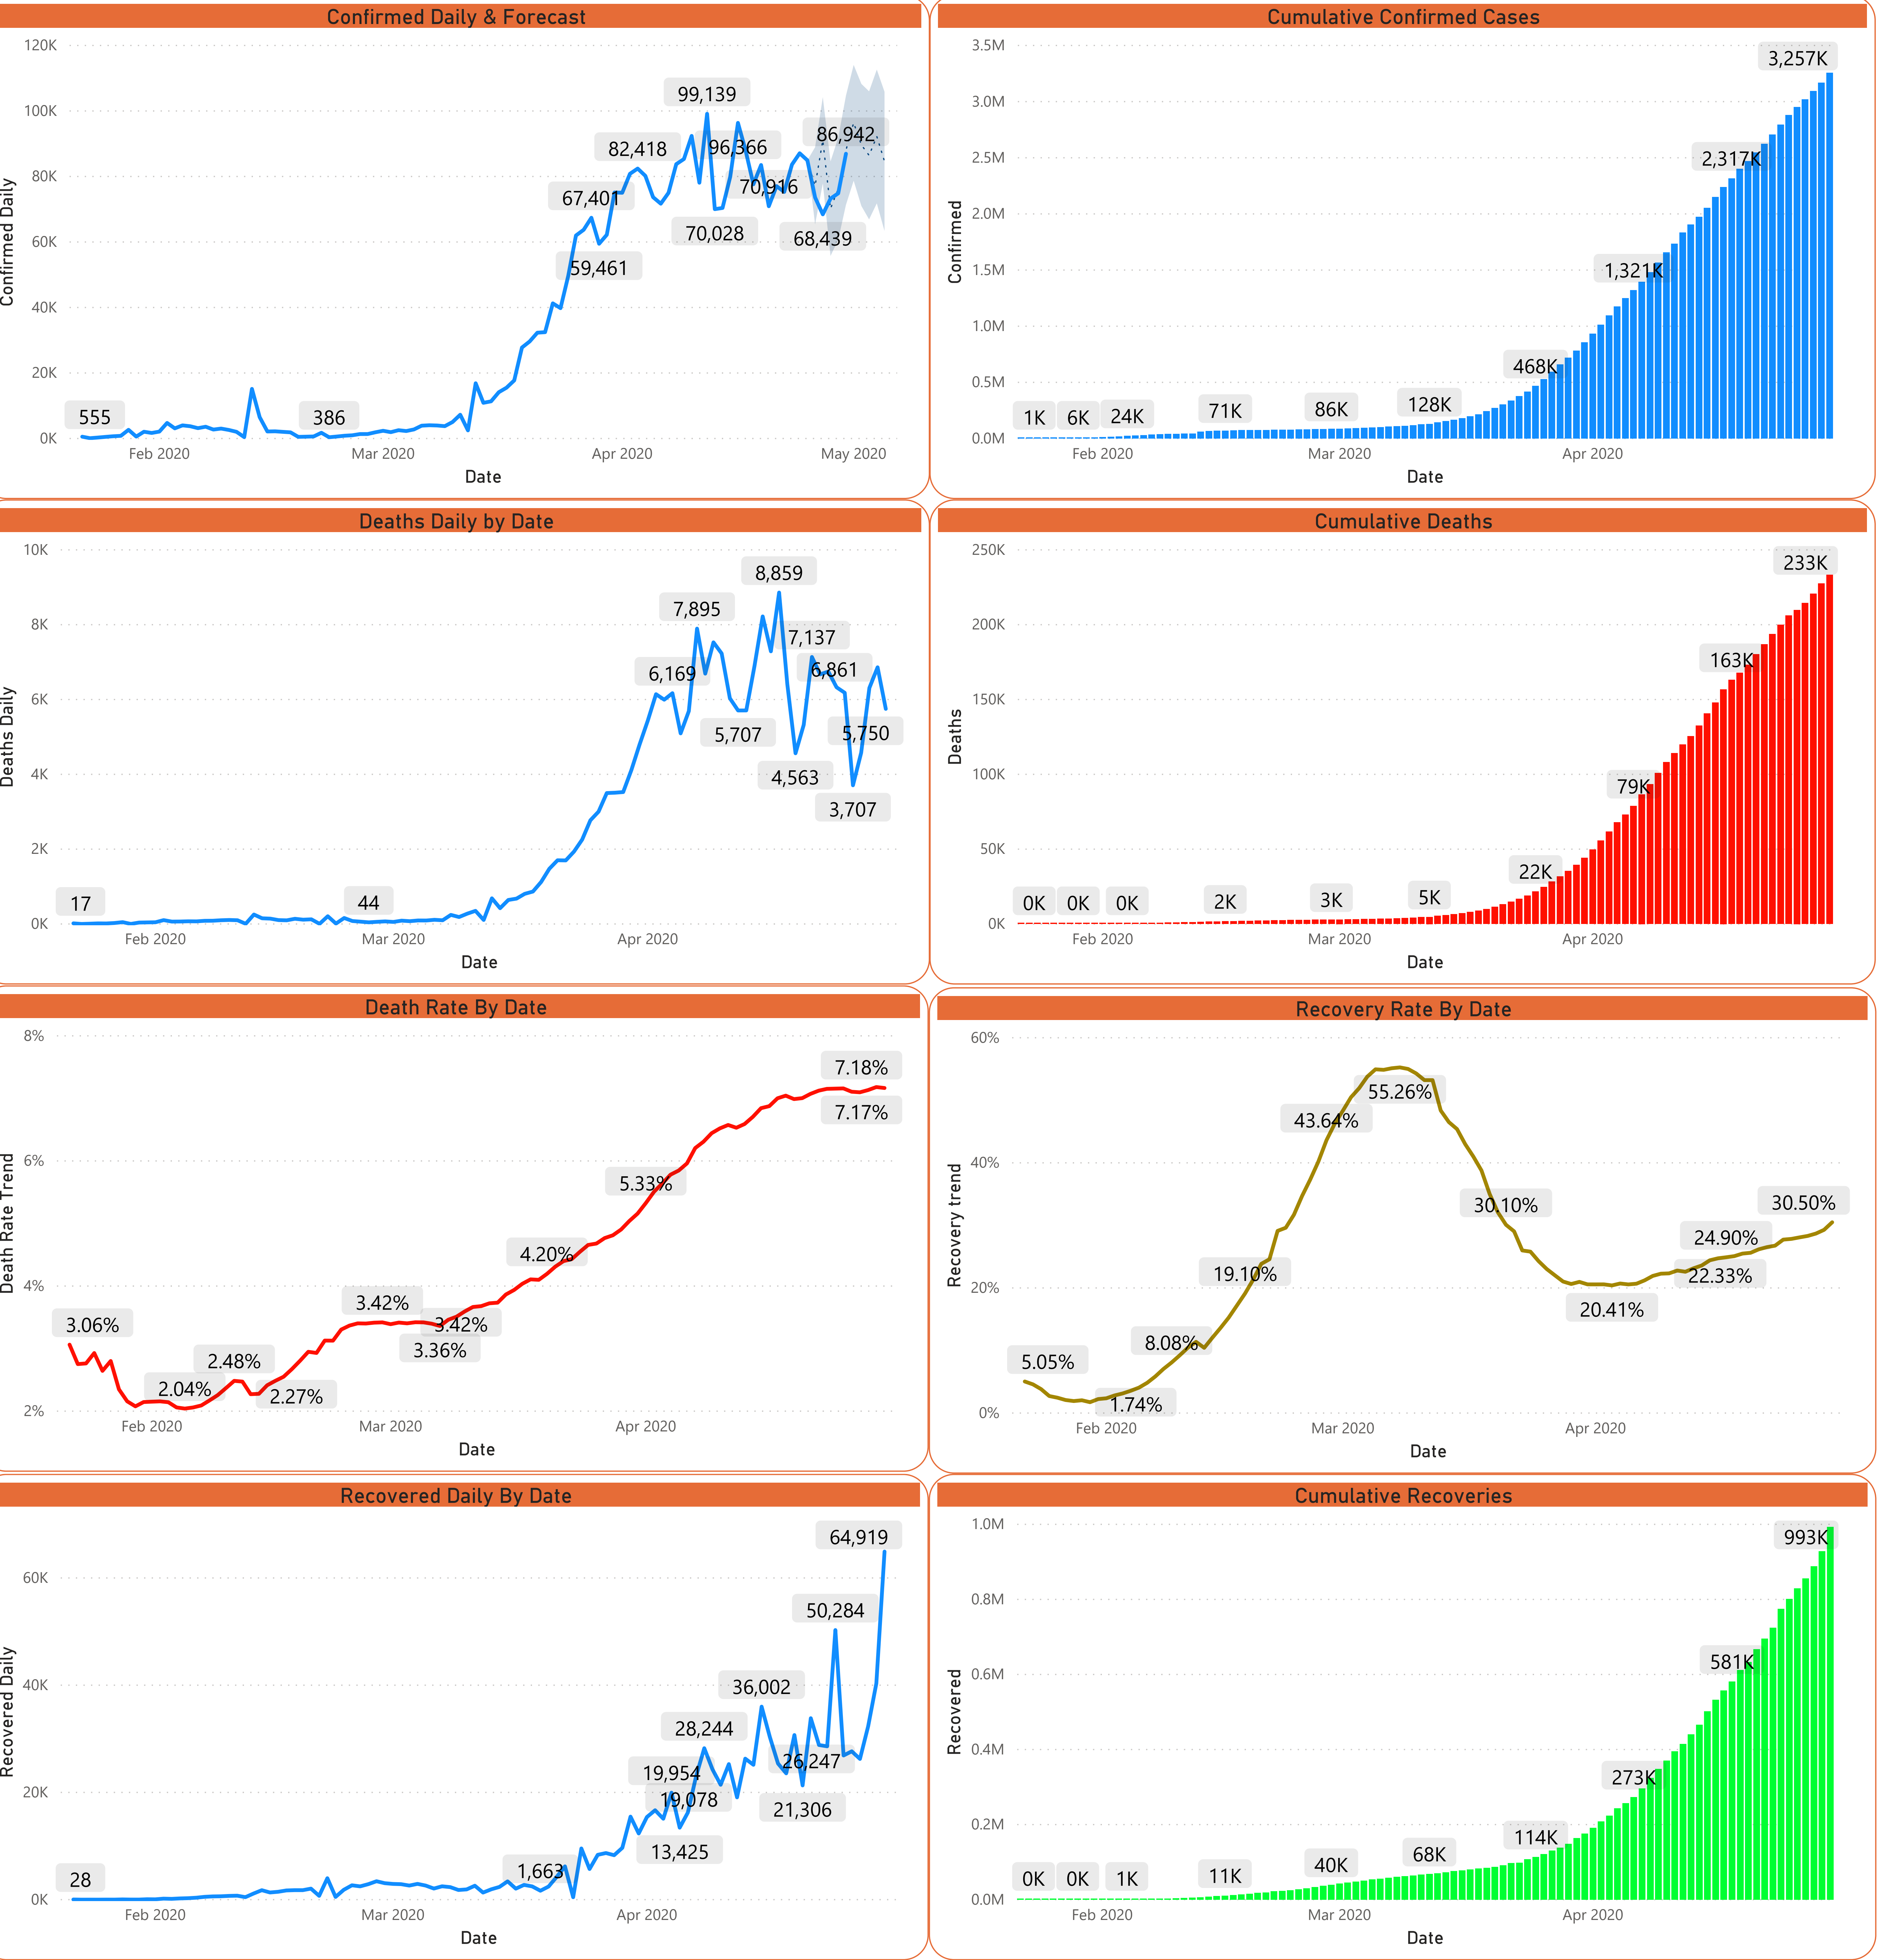 Confirmed Daily & Forecast
120K
100K
80K
60K
40K
20K
0K
Confirmed Daily
99,139
86,942
82,418
96,366
70,916
67,401
70,028
68,439
59,461
555
386
Feb 2020
Mar 2020
Apr 2020
May 2020
Date
Cumulative Confirmed Cases
3.5M
3.0M
2.5M
2.0M
1.5M
1.0M
0.5M
0.0M
Confirmed
3,257K
2,317K
1,321K
468K
1K
6K
24K
71K
86K
128K
Feb 2020
Mar 2020
Apr 2020
Date
Deaths Daily by Date
10K
8K
6K
4K
2K
0K
Deaths Daily
8,859
7,895
7,137
6,169
6,861
5,707
5,750
4,563
3,707
17
44
Feb 2020
Mar 2020
Apr 2020
Date
Cumulative Deaths
250K
200K
150K
100K
50K
0K
Deaths
233K
163K
79K
22K
0K
0K
0K
2K
3K
5K
Feb 2020
Mar 2020
Apr 2020
Date
Death Rate By Date
8%
6%
4%
2%
Death Rate Trend
7.18%
7.17%
5.33%
4.20%
3.06%
3.42%
3.42%
3.36%
2.48%
2.04%
2.27%
Feb 2020
Mar 2020
Apr 2020
Date
Recovery Rate By Date
60%
40%
20%
0%
Recovery trend
55.26%
43.64%
30.10%
30.50%
24.90%
22.33%
19.10%
20.41%
8.08%
5.05%
1.74%
Feb 2020
Mar 2020
Apr 2020
Date
Recovered Daily By Date
60K
40K
20K
0K
Recovered Daily
64,919
50,284
36,002
28,244
26,247
19,954
19,078
21,306
13,425
1,663
28
Feb 2020
Mar 2020
Apr 2020
Date
Cumulative Recoveries
1.0M
0.8M
0.6M
0.4M
0.2M
0.0M
Recovered
993K
581K
273K
114K
0K
0K
1K
11K
40K
68K
Feb 2020
Mar 2020
Apr 2020
Date